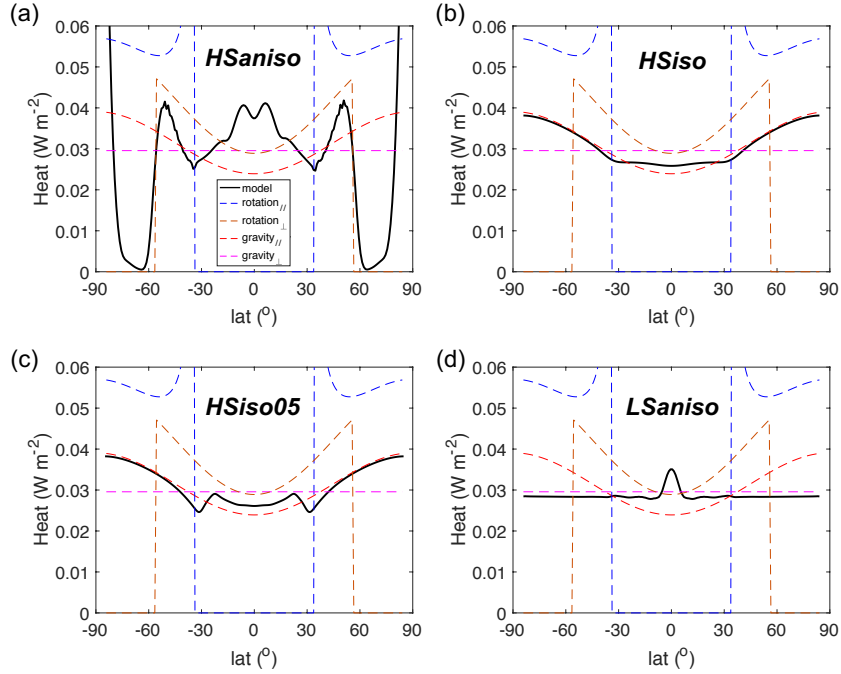 (a)
HSaniso
0.06
0.05
0.04
0.03
0.02
0.01
0
Heat (W m-2)
model
rotation//
rotation⊥
gravity//
gravity⊥
-90 -60 -30 0 30 60 90
lat (o)
(b)
HSiso
0.06
0.05
0.04
0.03
0.02
0.01
0
Heat (W m-2)
-90 -60 -30 0 30 60 90
lat (o)
(c)
HSiso05
0.06
0.05
0.04
0.03
0.02
0.01
0
Heat (W m-2)
-90 -60 -30 0 30 60 90
lat (o)
(d)
LSaniso
0.06
0.05
0.04
0.03
0.02
0.01
0
Heat (W m-2)
-90 -60 -30 0 30 60 90
lat (o)